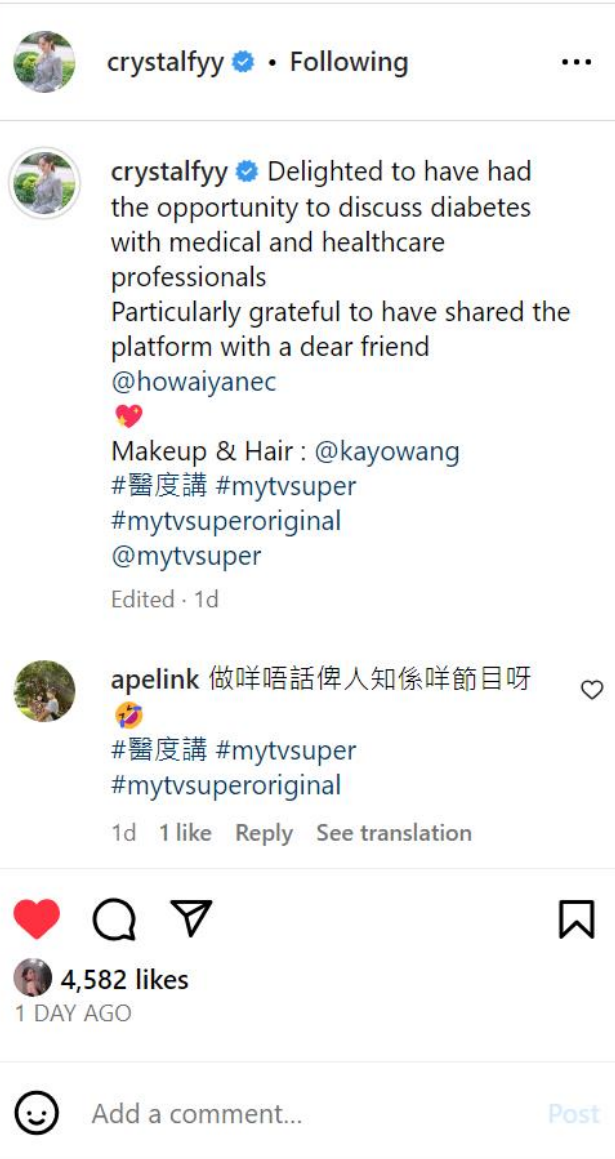 crystalfyy • Following
crystalfyy Delighted to have had
the opportunity to discuss diabetes
with medical and healthcare
professionals
Particularly grateful to have shared the
platform with a dear friend
@howaiyanec
💖
Makeup & Hair : @kayowang
#醫度講 #mytvsuper
#mytvsuperoriginal
@mytvsuper
Edited · 1d
apelink 做咩唔話俾人知係咩節目呀
🤣
#醫度講 #mytvsuper
#mytvsuperoriginal
1d 1 like Reply See translation
4,582 likes
1 DAY AGO
Add a comment...
Post